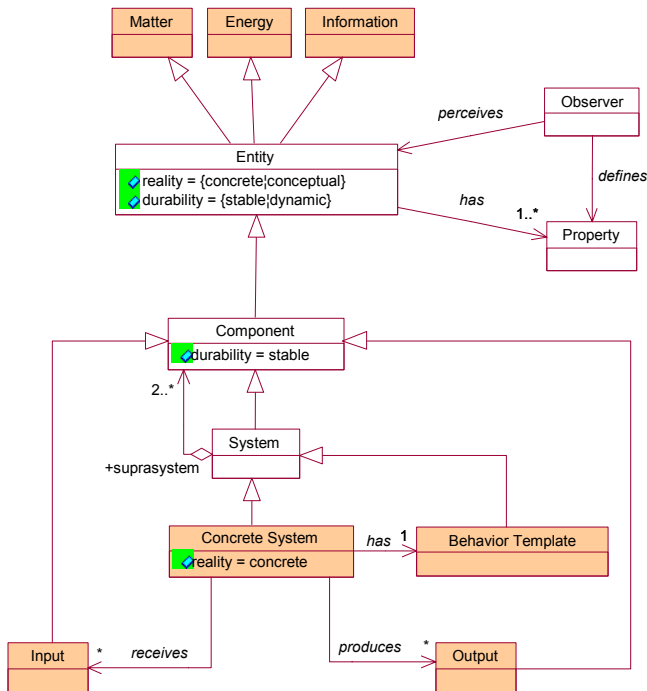 Matter
Energy
Information
Observer
perceives
Entity
reality = {concrete¦conceptual}
durability = {stable¦dynamic}
defines
has
1..*
Property
Component
durability = stable
2..*
System
+suprasystem
Concrete System
reality = concrete
has
1
Behavior Template
Input
*
receives
produces
*
Output